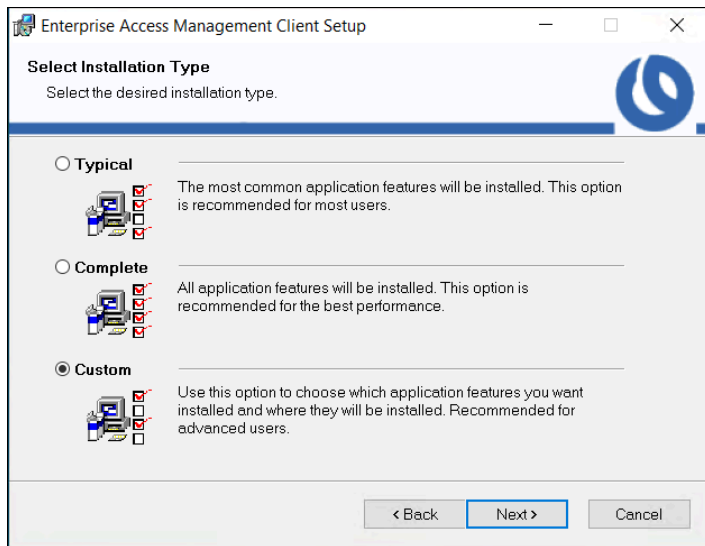 Enterprise Access Management Client Setup
Select Installation Type
Select the desired installation type.
Typical
The most common application features will be installed. This option
is recommended for most users.
Complete
All application features will be installed. This option is
recommended for the best performance.
Custom
Use this option to choose which application features you want
installed and where they will be installed. Recommended for
advanced users.
< Back Next > Cancel